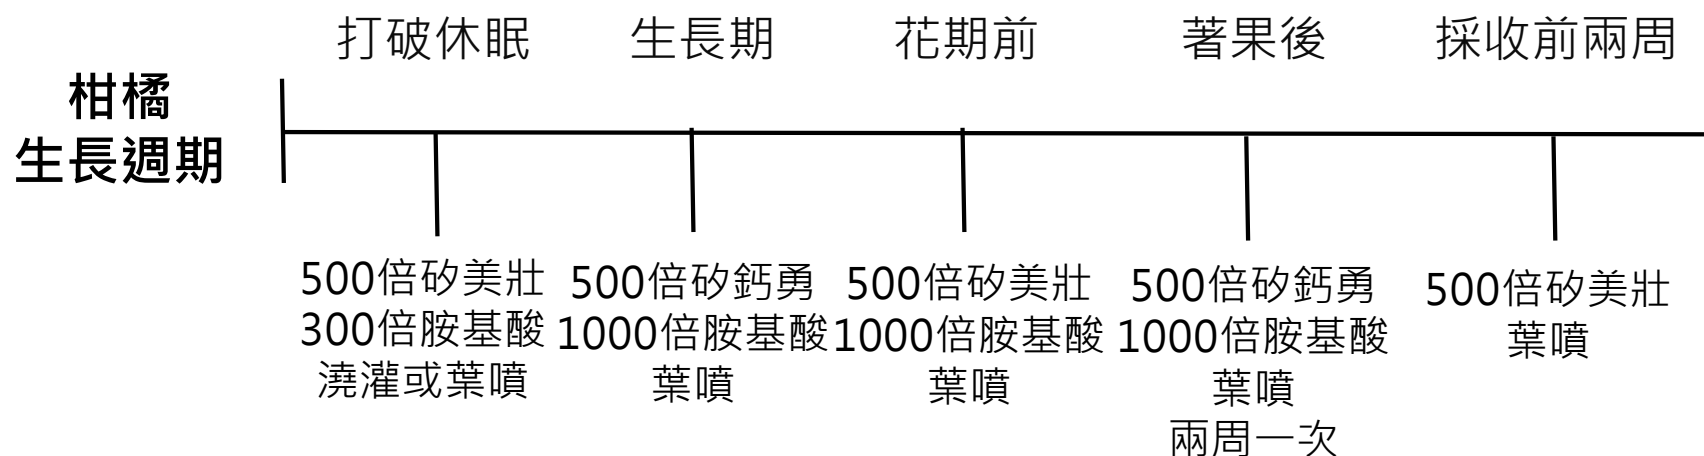 打破休眠
生長期
花期前
著果後
採收前兩周
柑橘
生長週期
500倍矽美壯
300倍胺基酸
澆灌或葉噴
500倍矽鈣勇
1000倍胺基酸
葉噴
500倍矽美壯
1000倍胺基酸
葉噴
500倍矽鈣勇
1000倍胺基酸
葉噴
兩周一次
500倍矽美壯
葉噴